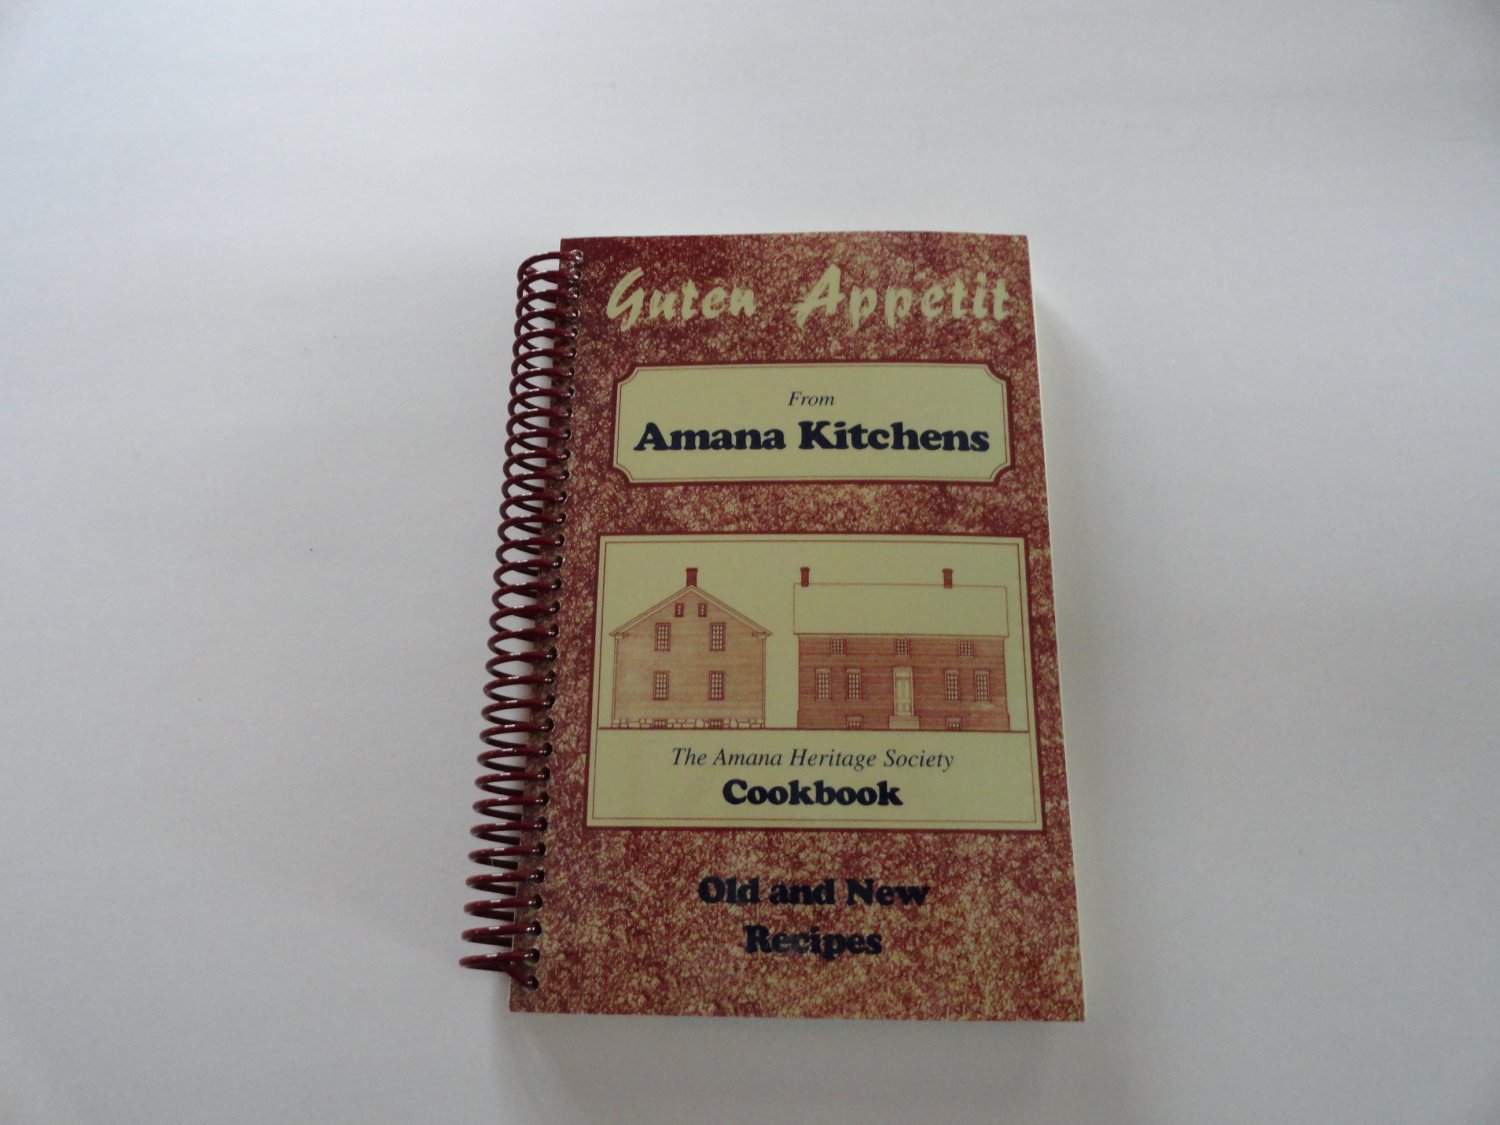 Guten Appetit
From
Amana Kitchens
The Amana Heritage Society
Cookbook
Old and New
Recipes